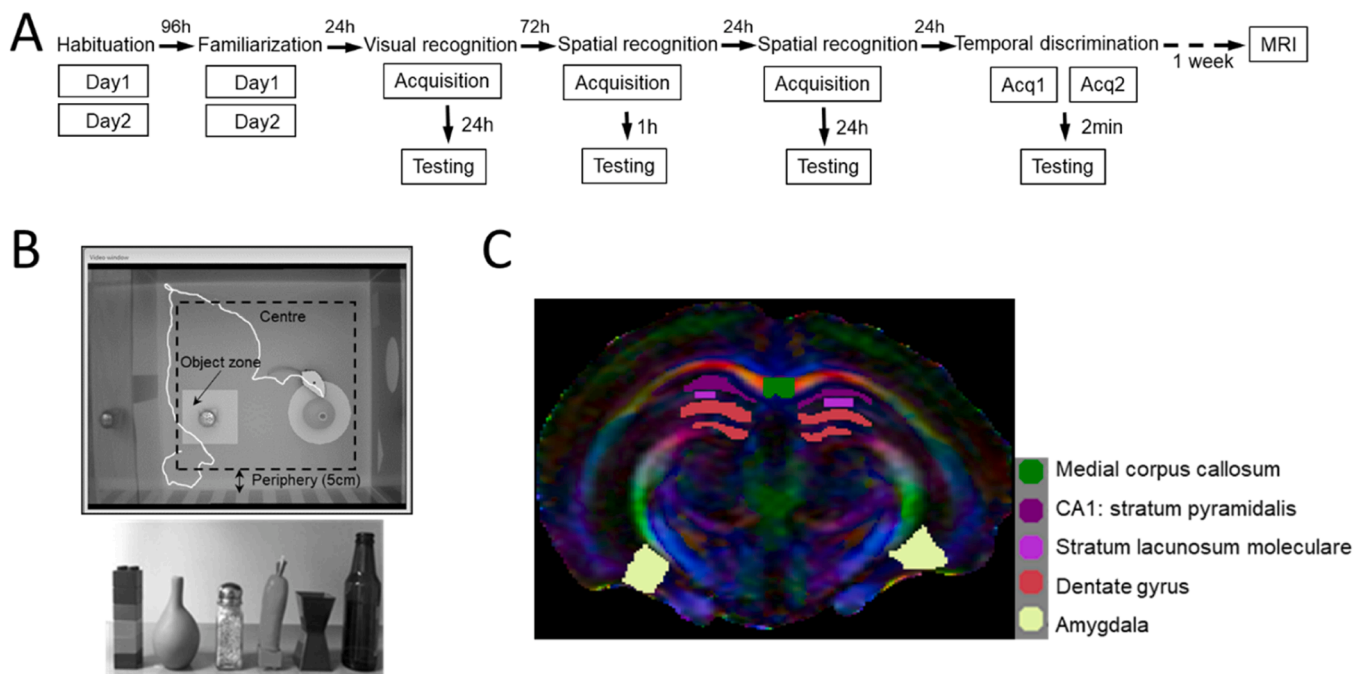 A
96h 24h 72h 24h 24h
Habituation Familiarization Visual recognition Spatial recognition Spatial recognition Temporal discrimination MRI
1 week
Day1 Day1 Acquisition Acquisition Acquisition Acq1 Acq2
Day2 Day2 24h 1h 24h 2min
Testing Testing Testing Testing
B
C
Video window
Centre
Object zone
Periphery (5cm)
Medial corpus callosum
CA1: stratum pyramidalis
Stratum lacunosum moleculare
Dentate gyrus
Amygdala